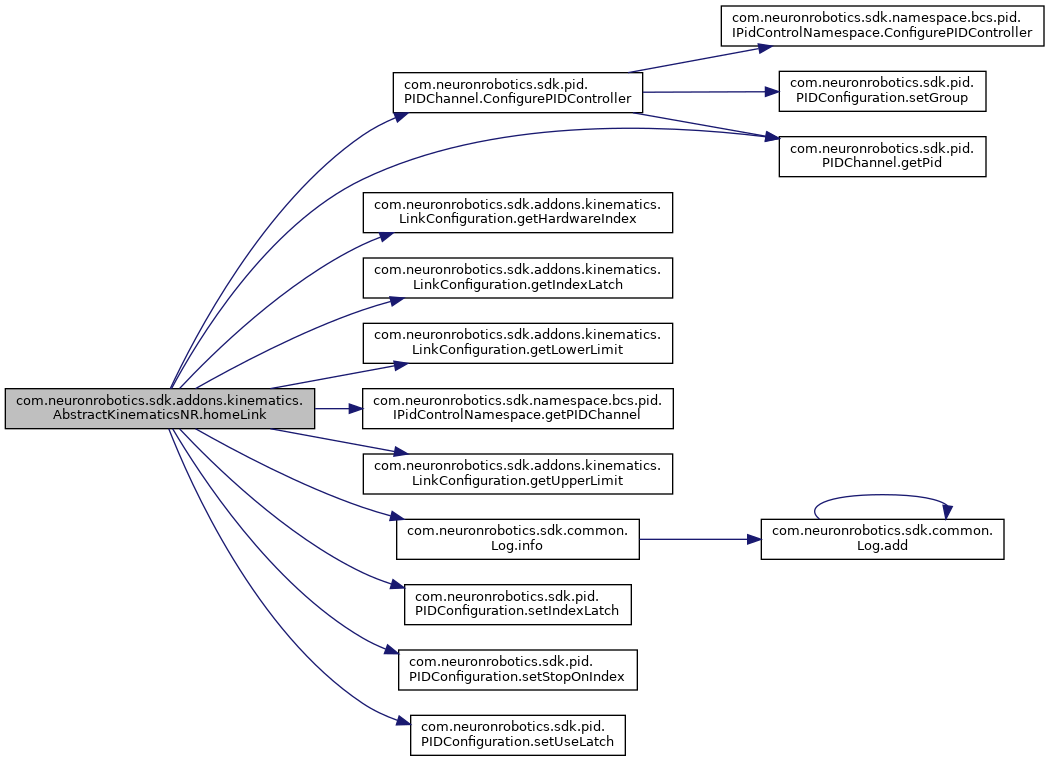 com.neuronrobotics.sdk.namespace.bcs.pid.
IPidControlNamespace.ConfigurePIDController
com.neuronrobotics.sdk.pid.
PIDChannel.ConfigurePIDController
com.neuronrobotics.sdk.pid.
PIDConfiguration.setGroup
com.neuronrobotics.sdk.pid.
PIDChannel.getPid
com.neuronrobotics.sdk.addons.kinematics.
LinkConfiguration.getHardwareIndex
com.neuronrobotics.sdk.addons.kinematics.
LinkConfiguration.getIndexLatch
com.neuronrobotics.sdk.addons.kinematics.
LinkConfiguration.getLowerLimit
com.neuronrobotics.sdk.addons.kinematics.
AbstractKinematicsNR.homeLink
com.neuronrobotics.sdk.namespace.bcs.pid.
IPidControlNamespace.getPIDChannel
com.neuronrobotics.sdk.addons.kinematics.
LinkConfiguration.getUpperLimit
com.neuronrobotics.sdk.common.
Log.info
com.neuronrobotics.sdk.common.
Log.add
com.neuronrobotics.sdk.pid.
PIDConfiguration.setIndexLatch
com.neuronrobotics.sdk.pid.
PIDConfiguration.setStopOnIndex
com.neuronrobotics.sdk.pid.
PIDConfiguration.setUseLatch